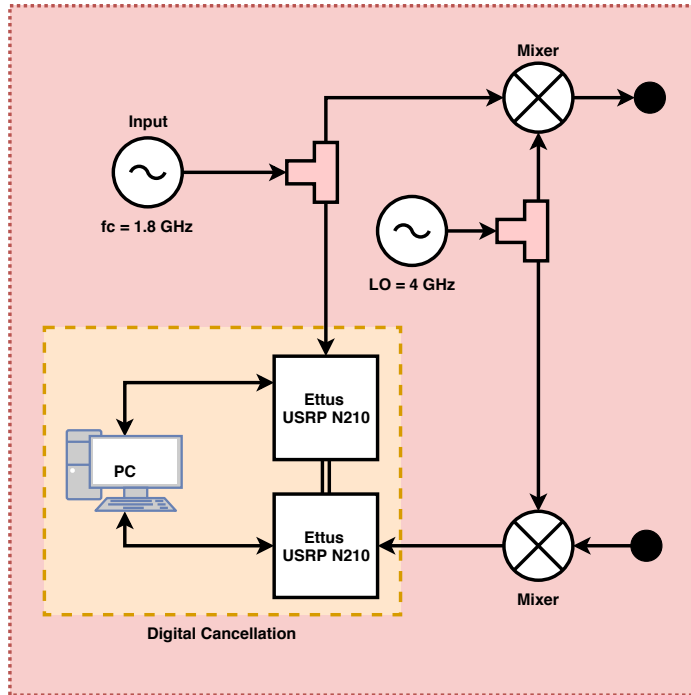 Mixer
Input
fc = 1.8 GHz
LO = 4 GHz
Ettus
USRP N210
PC
Ettus
USRP N210
Mixer
Digital Cancellation